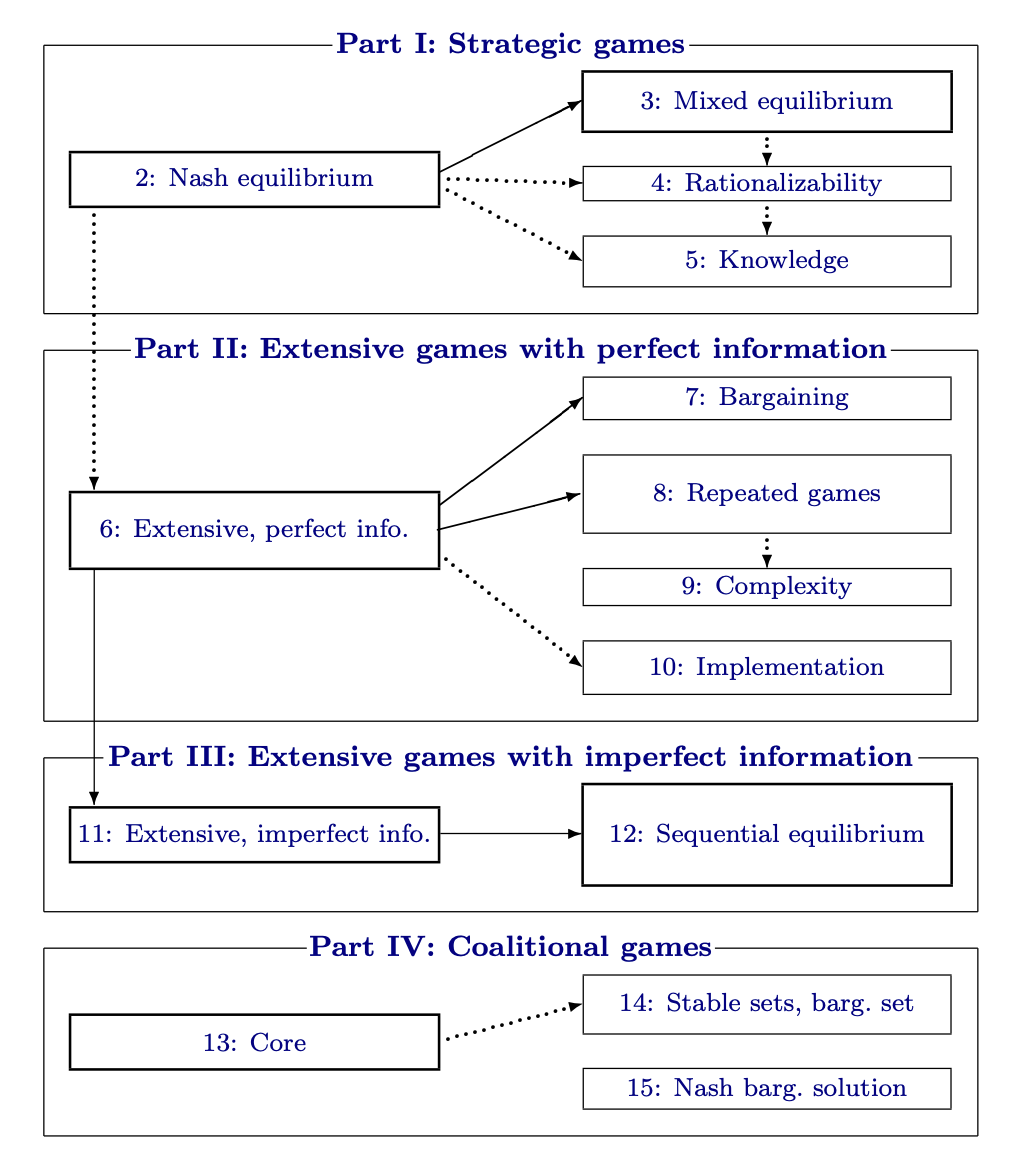 Part I: Strategic games
3: Mixed equilibrium
2: Nash equilibrium
4: Rationalizability
5: Knowledge
Part II: Extensive games with perfect information
7: Bargaining
8: Repeated games
6: Extensive, perfect info.
9: Complexity
10: Implementation
Part III: Extensive games with imperfect information
11: Extensive, imperfect info.
12: Sequential equilibrium
Part IV: Coalitional games
14: Stable sets, barg. set
13: Core
15: Nash barg. solution